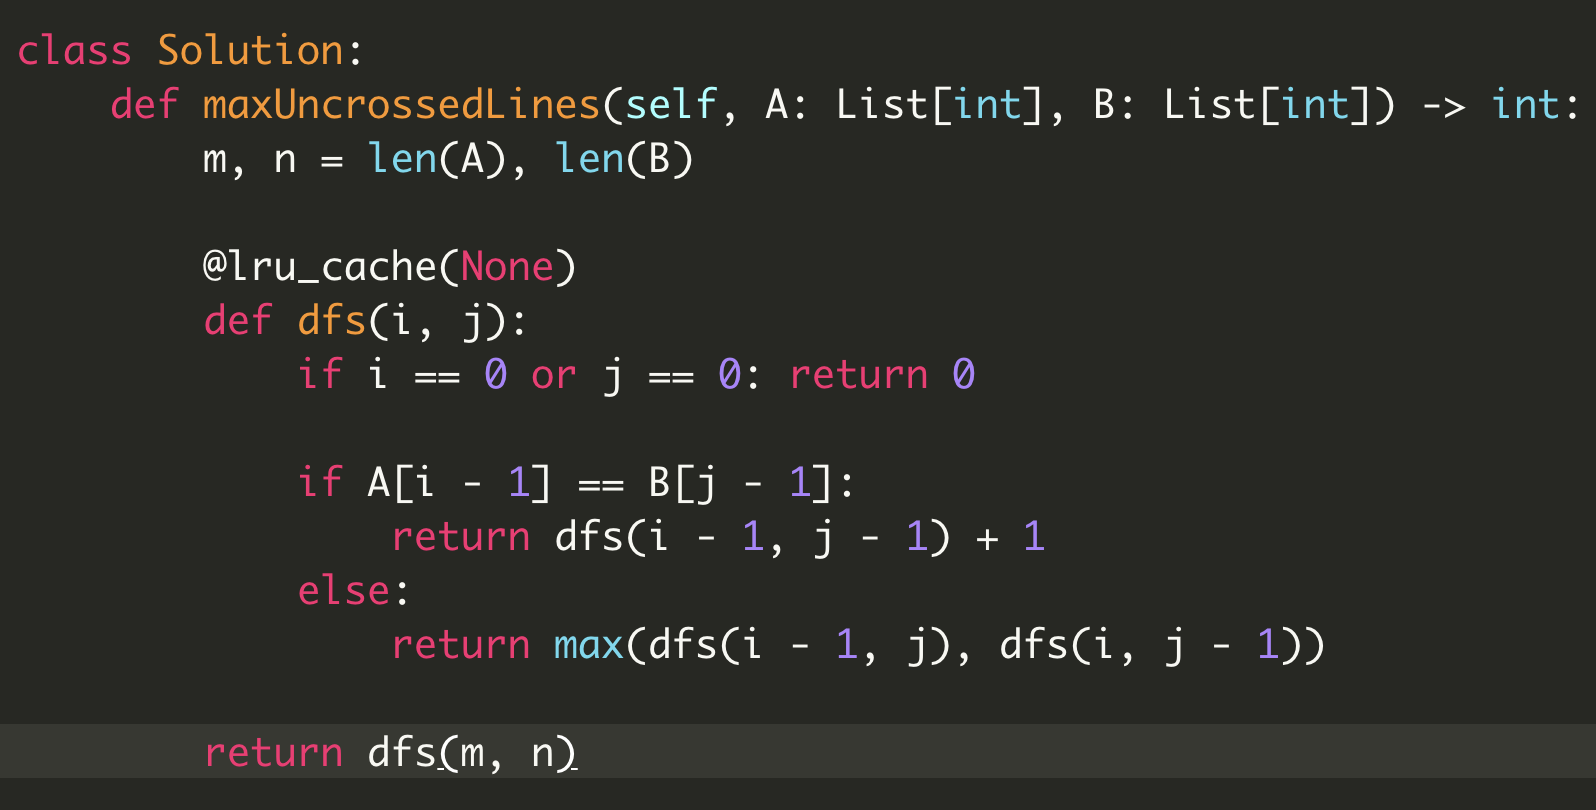 class Solution:
    def maxUncrossedLines(self, A: List[int], B: List[int]) -> int:
        m, n = len(A), len(B)

        @lru_cache(None)
        def dfs(i, j):
            if i == 0 or j == 0: return 0

            if A[i - 1] == B[j - 1]:
                return dfs(i - 1, j - 1) + 1
            else:
                return max(dfs(i - 1, j), dfs(i, j - 1))

        return dfs(m, n)